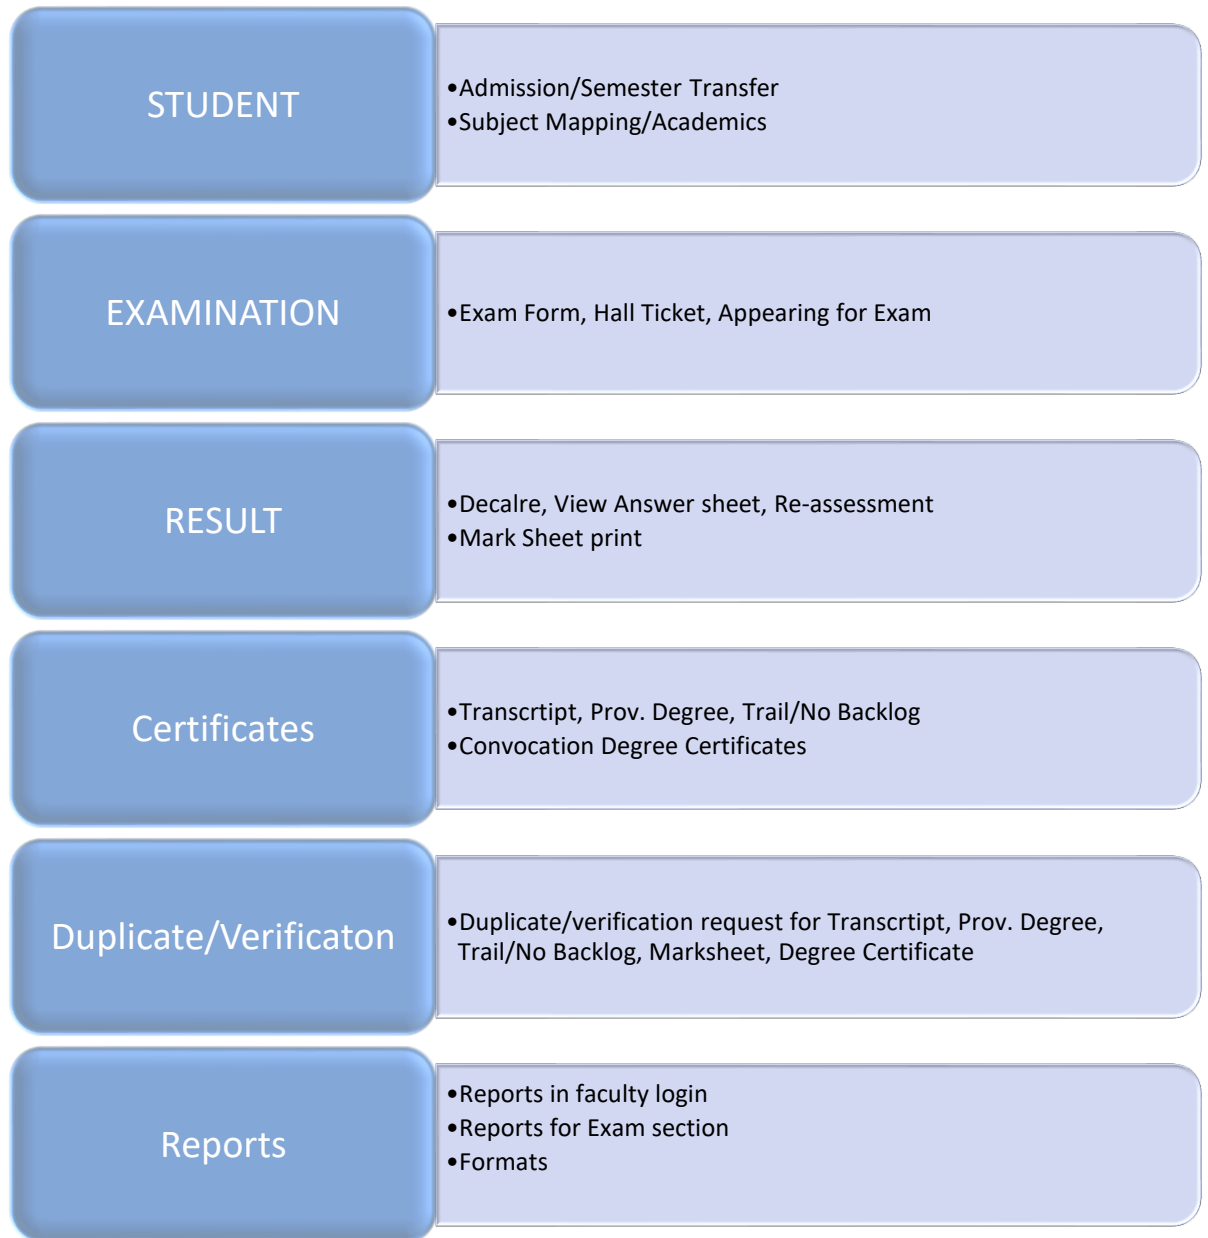 STUDENT
•Admission/Semester Transfer
•Subject Mapping/Academics
EXAMINATION
•Exam Form, Hall Ticket, Appearing for Exam
RESULT
•Decalre, View Answer sheet, Re-assessment
•Mark Sheet print
Certificates
•Transcrtipt, Prov. Degree, Trail/No Backlog
•Convocation Degree Certificates
Duplicate/Verificaton
•Duplicate/verification request for Transcrtipt, Prov. Degree,
Trail/No Backlog, Marksheet, Degree Certificate
Reports
•Reports in faculty login
•Reports for Exam section
•Formats